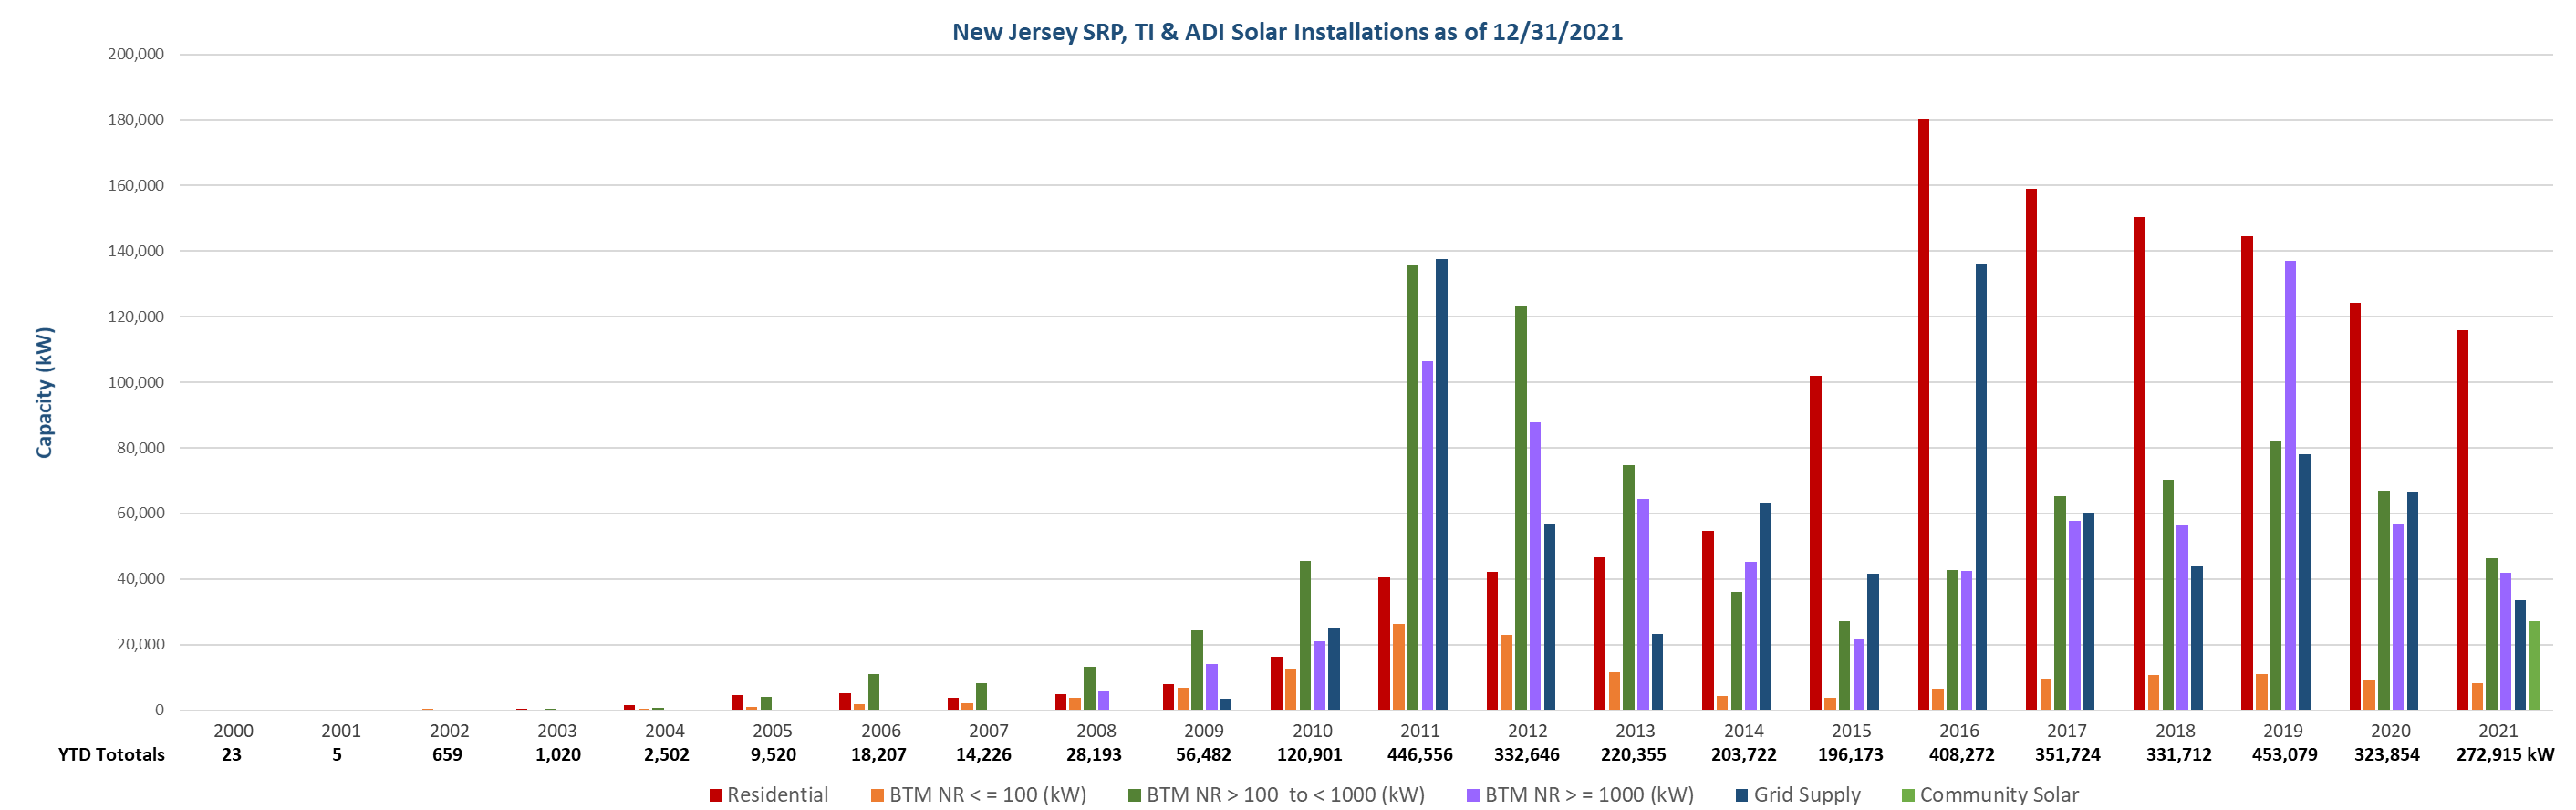 New Jersey SRP, TI & ADI Solar Installations as of 12/31/2021
200,000
180,000
160,000
140,000
120,000
100,000
80,000
60,000
40,000
20,000
0
Capacity (kW)
2000 2001 2002 2003 2004 2005 2006 2007 2008 2009 2010 2011 2012 2013 2014 2015 2016 2017 2018 2019 2020 2021
YTD Tototals 23 5 659 1,020 2,502 9,520 18,207 14,226 28,193 56,482 120,901 446,556 332,646 220,355 203,722 196,173 408,272 351,724 331,712 453,079 323,854 272,915 kW
Residential BTM NR < = 100 (kW) BTM NR > 100 to < 1000 (kW) BTM NR > = 1000 (kW) Grid Supply Community Solar